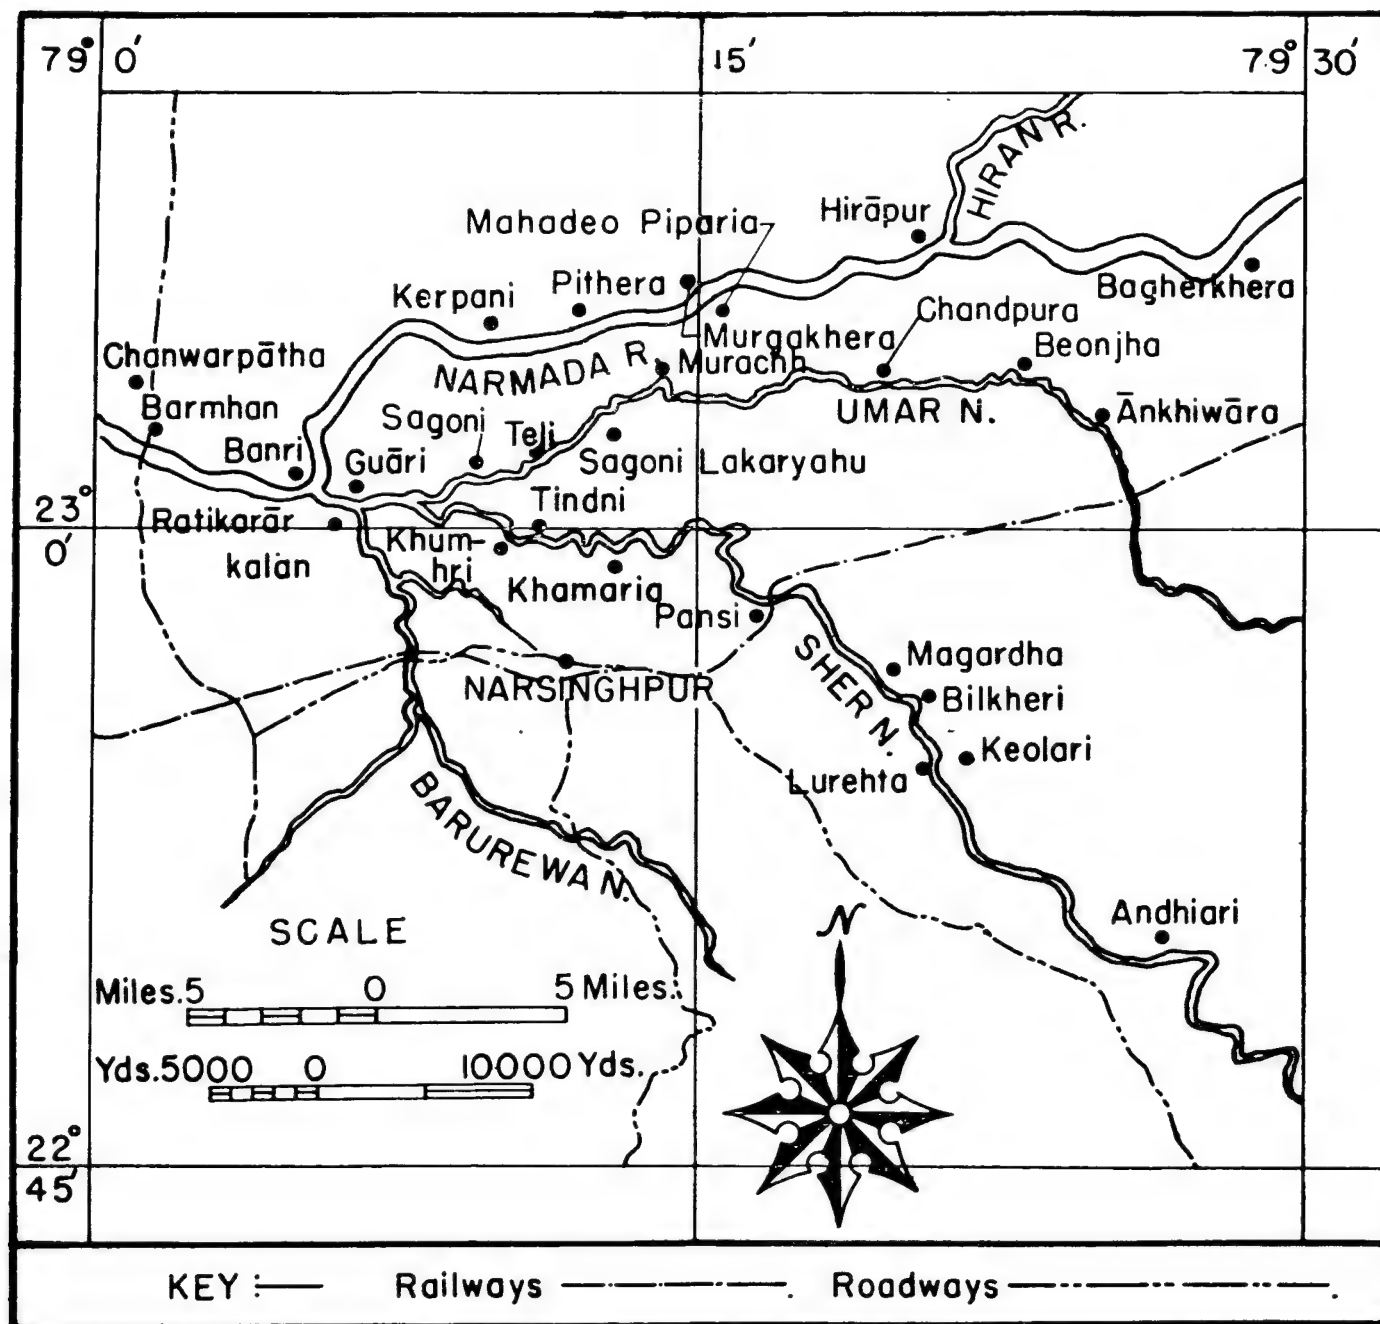 79° 0′ 15′ 79° 30′
HIRAN R.
Hirāpur
Mahadeo Piparia
Pithera
Bagherkhera
Kerpani
Chandpura
Murgakhera
Beonjha
Chanwarpātha
NARMADA R.
Murachh
Barmhan
UMAR N.
Ānkhiwāra
Sagoni
Teli
Banri
Guāri
Sagoni Lakaryahu
23°
0′
Tindni
Ratikarār
kalan
Khum-
hri
Khamaria
Pansi
SHER N.
Magardha
NARSINGHPUR
Bilkheri
Keolari
Lurehta
BARUREWA N.
Andhiari
SCALE
N
Miles.5 0 5 Miles.
Yds.5000 0 10000 Yds.
22°
45′
KEY :— Railways —·—·—. Roadways —··—··—.